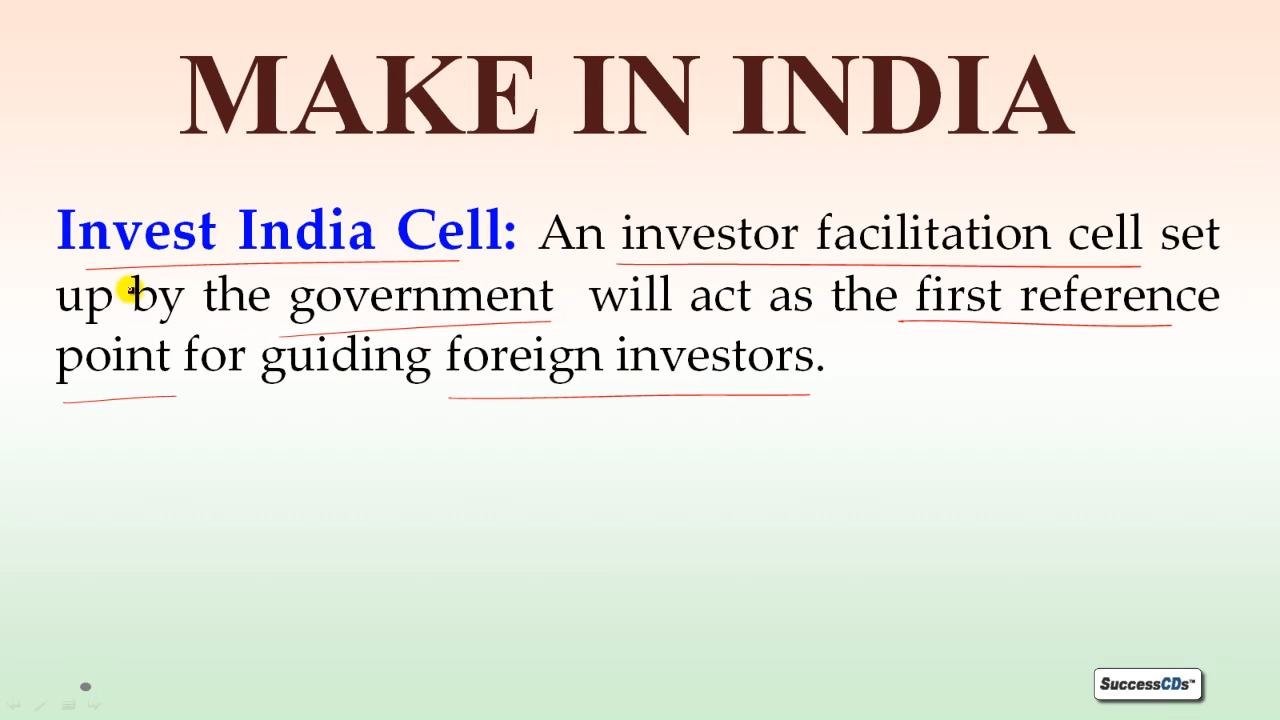 MAKE IN INDIA
Invest India Cell: An investor facilitation cell set
up by the government will act as the first reference
point for guiding foreign investors.
SuccessCDs™